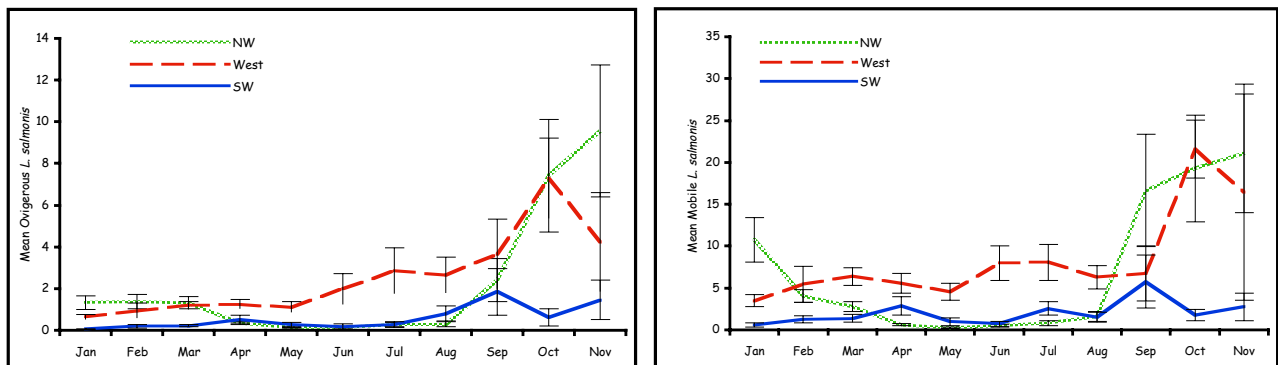 14
12
10
8
6
4
2
0
Mean Ovigerous L. salmonis
NW
West
SW
Jan Feb Mar Apr May Jun Jul Aug Sep Oct Nov
35
30
25
20
15
10
5
0
Mean Mobile L. salmonis
NW
West
SW
Jan Feb Mar Apr May Jun Jul Aug Sep Oct Nov